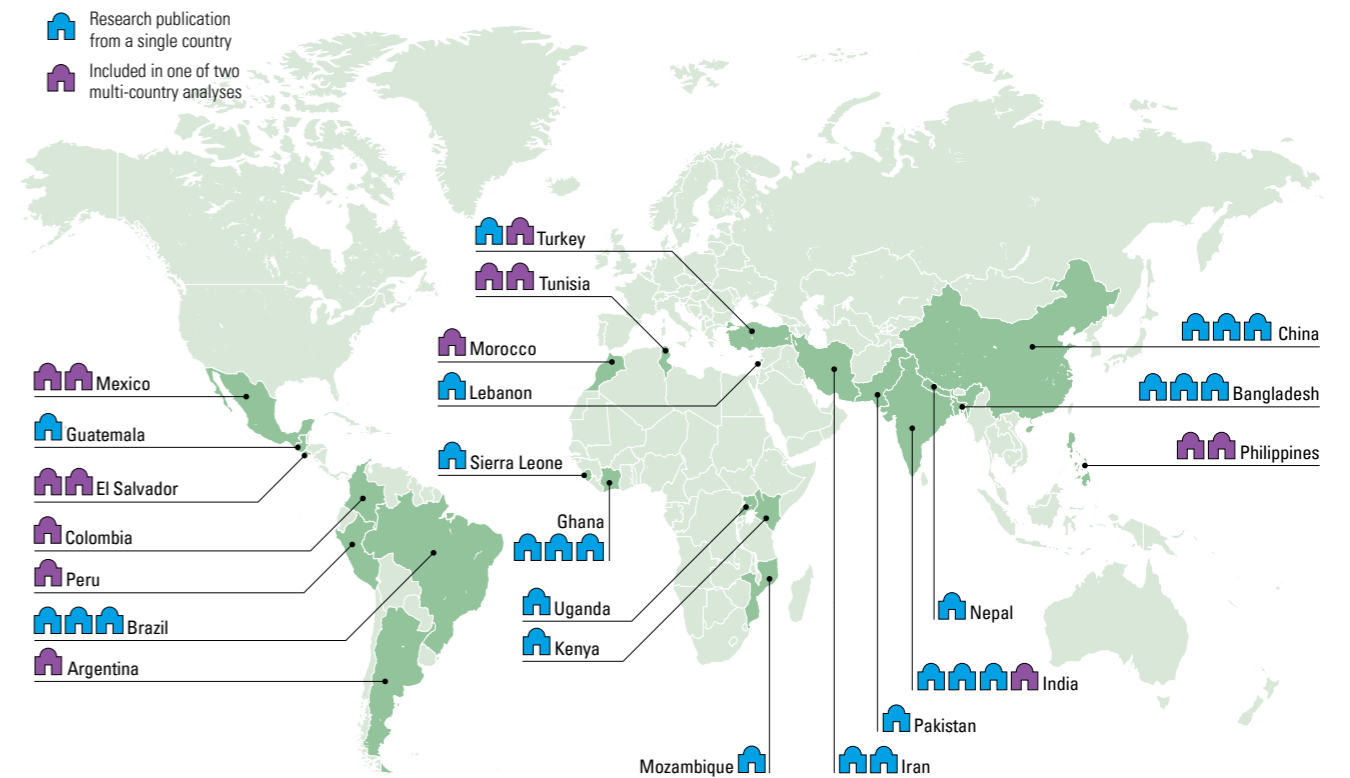 Research publication
from a single country
Included in one of two
multi-country analyses
Turkey
Tunisia
Morocco
Lebanon
Sierra Leone
Ghana
Uganda
Kenya
Mozambique
Mexico
Guatemala
El Salvador
Colombia
Peru
Brazil
Argentina
China
Bangladesh
Philippines
Nepal
India
Pakistan
Iran